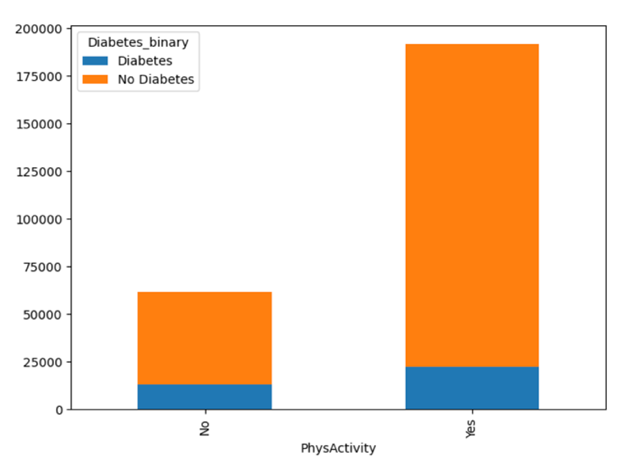 Diabetes_binary
Diabetes
No Diabetes
200000
175000
150000
125000
100000
75000
50000
25000
0
No
Yes
PhysActivity